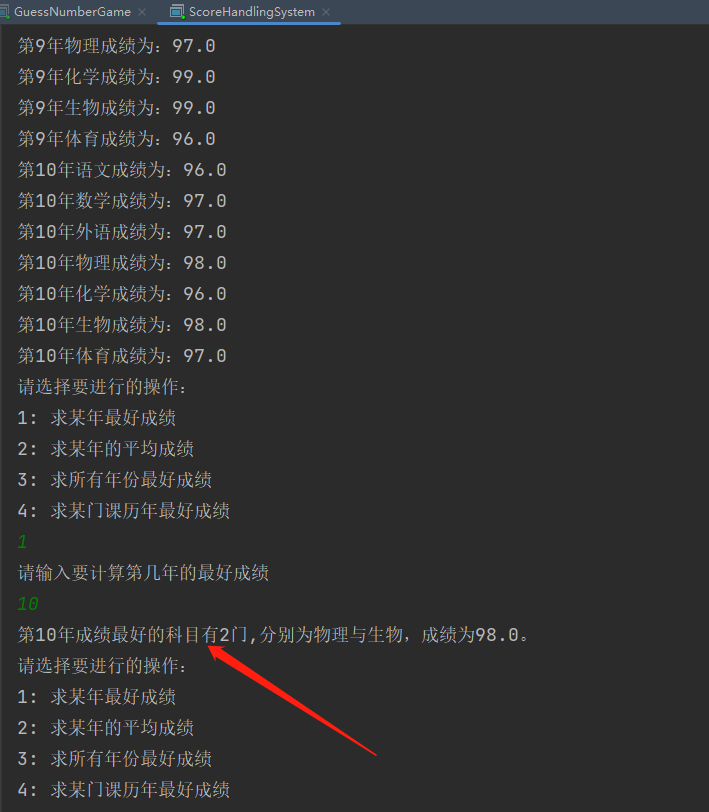 GuessNumberGame × ScoreHandlingSystem ×
第9年物理成绩为：97.0
第9年化学成绩为：99.0
第9年生物成绩为：99.0
第9年体育成绩为：96.0
第10年语文成绩为：96.0
第10年数学成绩为：97.0
第10年外语成绩为：97.0
第10年物理成绩为：98.0
第10年化学成绩为：96.0
第10年生物成绩为：98.0
第10年体育成绩为：97.0
请选择要进行的操作：
1: 求某年最好成绩
2: 求某年的平均成绩
3: 求所有年份最好成绩
4: 求某门课历年最好成绩
1
请输入要计算第几年的最好成绩
10
第10年成绩最好的科目有2门,分别为物理与生物，成绩为98.0。
请选择要进行的操作：
1: 求某年最好成绩
2: 求某年的平均成绩
3: 求所有年份最好成绩
4: 求某门课历年最好成绩